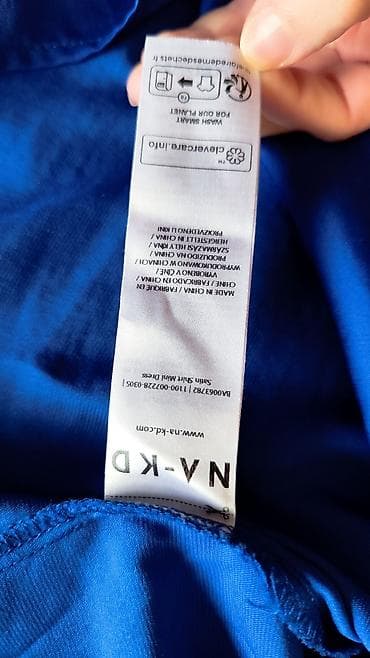 NA-KD
www.na-kd.com
BA0063782 | 1100-007228-0305 |
Satin Shirt Mini Dress
MADE IN CHINA / FABRIQUE EN
CHINE / FABRICADO EN CHINA /
VYROBENO V ČÍNĚ /
WYPRODUKOWANO W CHINACH /
PRODUZIDO NA CHINA /
SZÁRMAZÁSI HELY KÍNA /
HERGESTELLT IN CHINA /
PROIZVEDENO U KINI
clevercare.info
WASH SMART
FOR OUR PLANET
FR